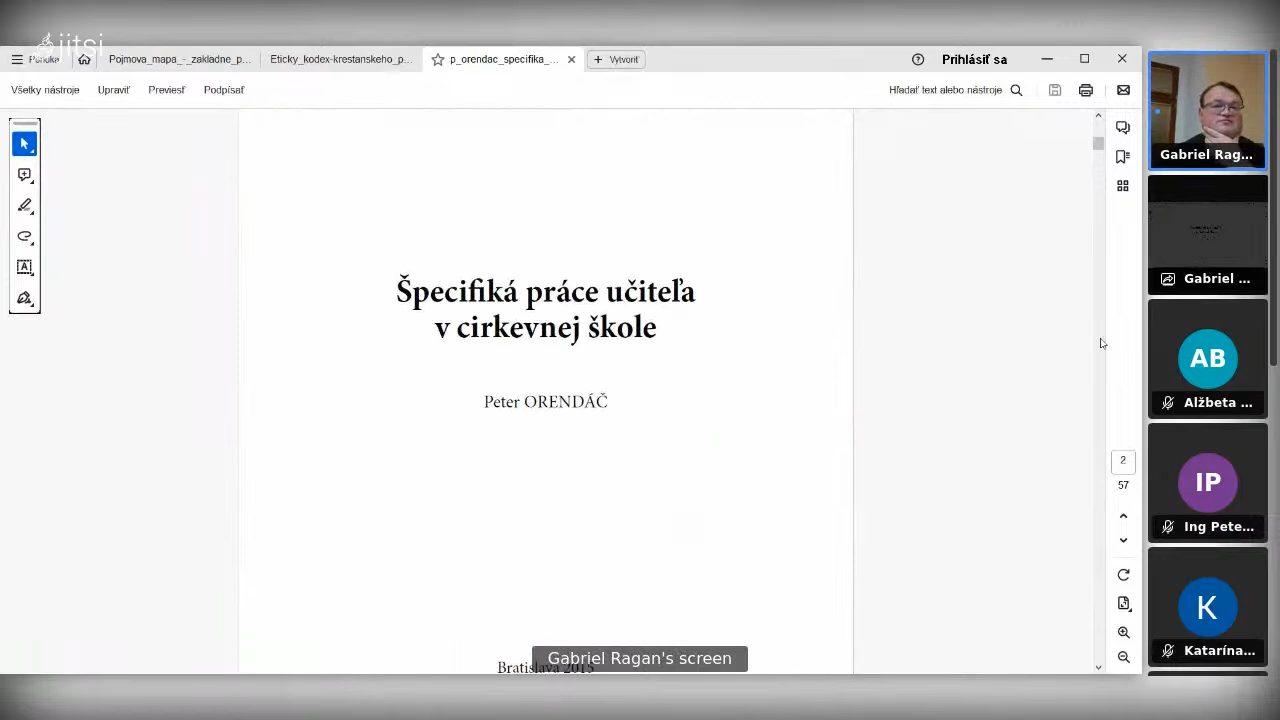 jitsi
Pojmova_mapa_-_zakladne_p...
Eticky_kodex-krestanskeho_p...
p_orendac_specifika_...
Vytvoriť
Prihlásiť sa
Všetky nástroje
Upraviť
Previesť
Podpísať
Hľadať text alebo nástroje
Špecifiká práce učiteľa
v cirkevnej škole
Peter ORENDÁČ
Bratislava 2015
Gabriel Ragan's screen
2
57
Gabriel Rag...
Gabriel ...
AB
Alžbeta ...
IP
Ing Pete...
K
Katarína...